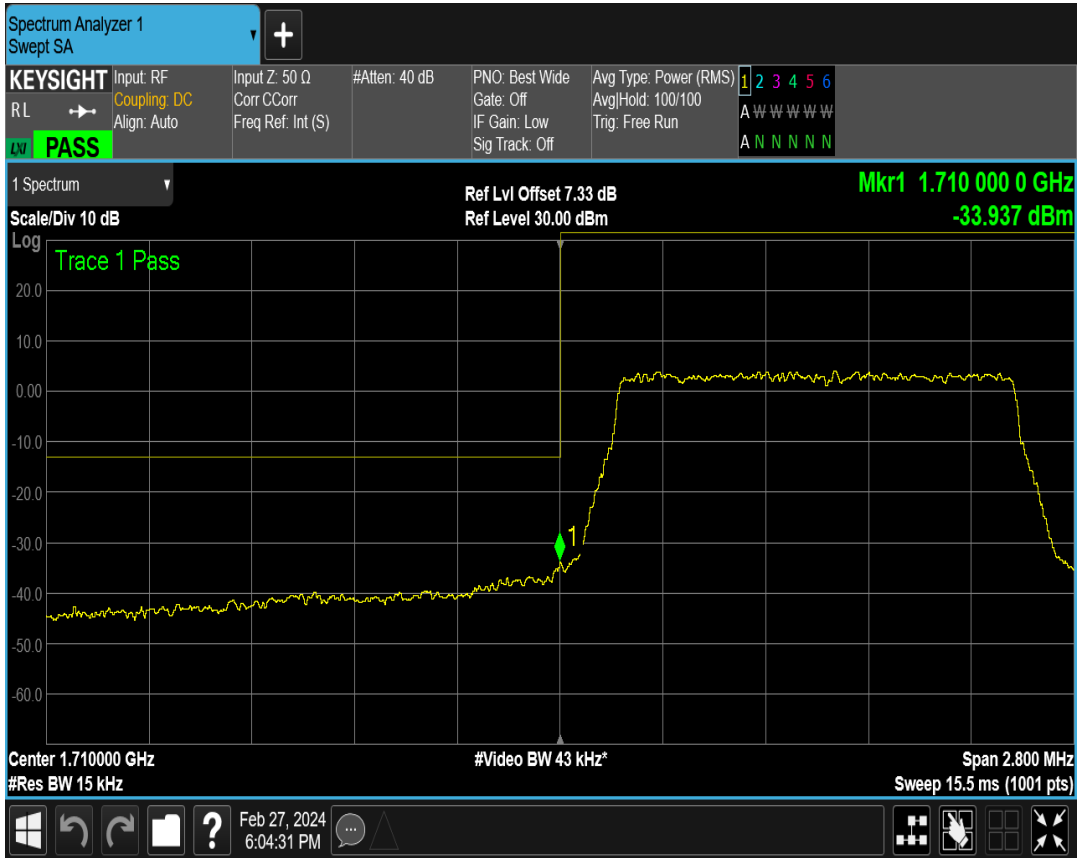 Spectrum Analyzer 1
Swept SA
+
KEYSIGHT
RL
LXI PASS
Input: RF
Coupling: DC
Align: Auto
Input Z: 50 Ω
Corr CCorr
Freq Ref: Int (S)
#Atten: 40 dB
PNO: Best Wide
Gate: Off
IF Gain: Low
Sig Track: Off
Avg Type: Power (RMS)
Avg|Hold: 100/100
Trig: Free Run
1 2 3 4 5 6
A W W W W W
A N N N N N
1 Spectrum
Scale/Div 10 dB
Ref Lvl Offset 7.33 dB
Ref Level 30.00 dBm
Mkr1 1.710 000 0 GHz
-33.937 dBm
Log
Trace 1 Pass
20.0
10.0
0.00
-10.0
-20.0
-30.0
-40.0
-50.0
-60.0
1
Center 1.710000 GHz
#Res BW 15 kHz
#Video BW 43 kHz*
Span 2.800 MHz
Sweep 15.5 ms (1001 pts)
?
Feb 27, 2024
6:04:31 PM